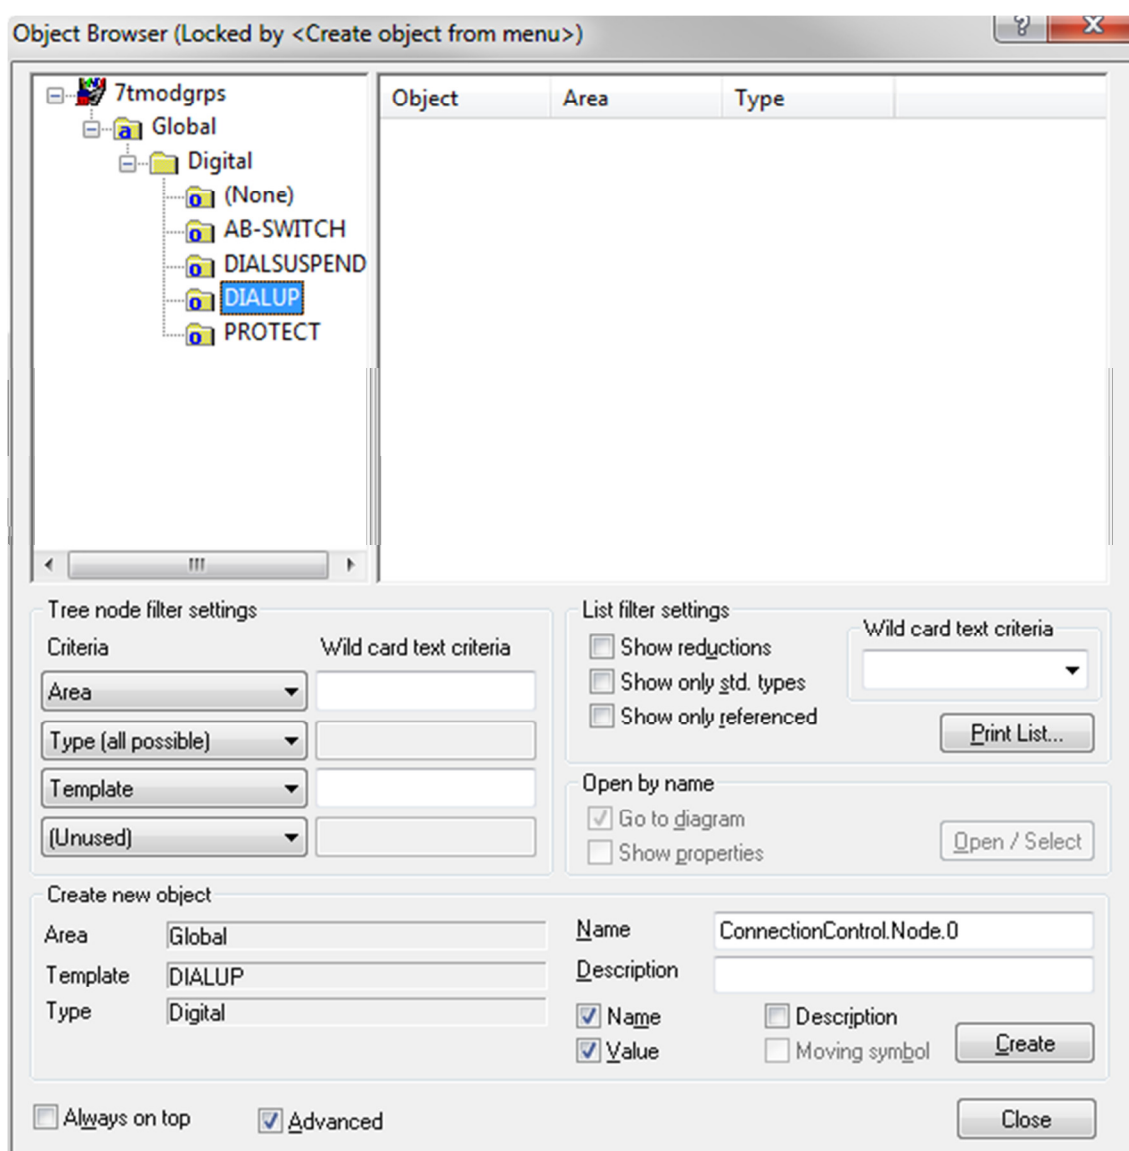 Object Browser (Locked by <Create object from menu>)
7tmodgrps
Global
Digital
(None)
AB-SWITCH
DIALSUSPEND
DIALUP
PROTECT
Object Area Type
Tree node filter settings
Criteria Wild card text criteria
Area
Type (all possible)
Template
(Unused)
List filter settings
Show reductions
Show only std. types
Show only referenced
Wild card text criteria
Print List...
Open by name
Go to diagram
Show properties
Open / Select
Create new object
Area Global
Template DIALUP
Type Digital
Name ConnectionControl.Node.0
Description
Name Description
Value Moving symbol
Create
Always on top Advanced
Close